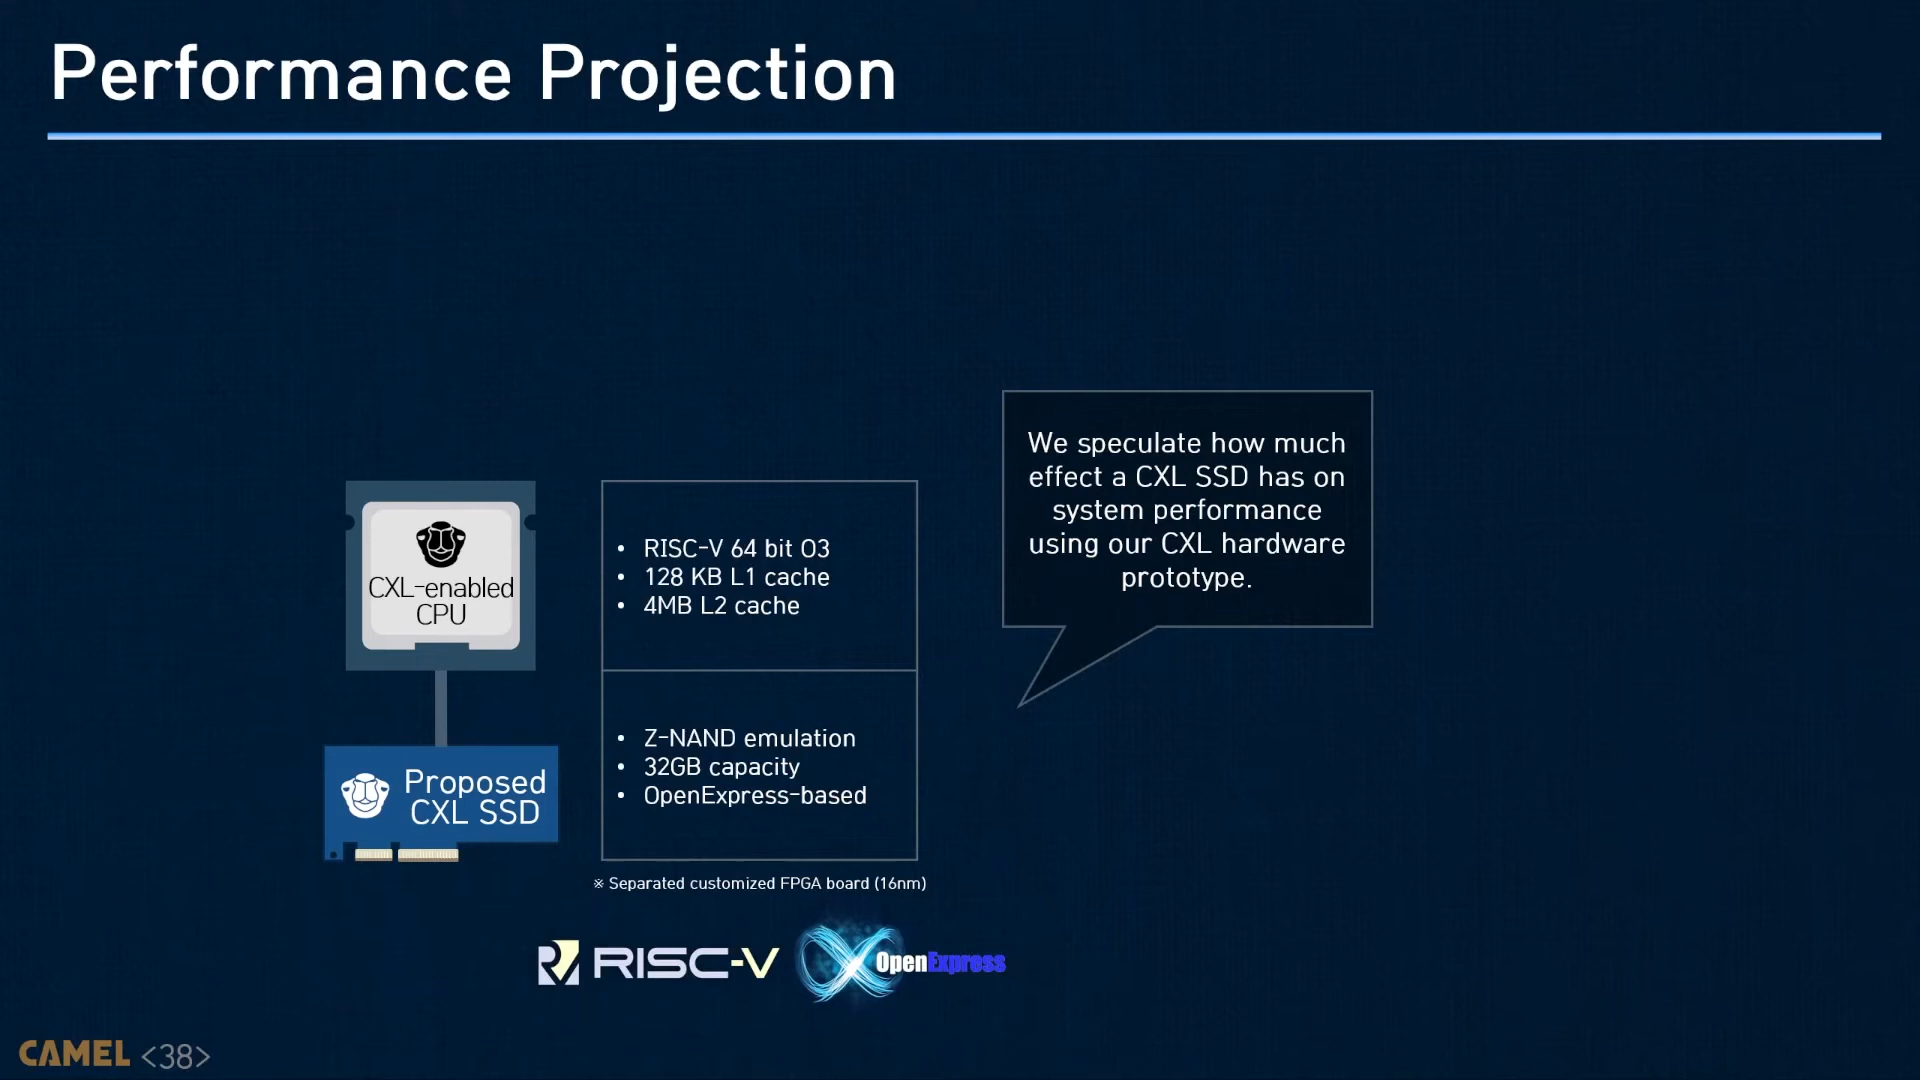 Performance Projection
We speculate how much
effect a CXL SSD has on
system performance
using our CXL hardware
prototype.
CXL-enabled
CPU
• RISC-V 64 bit O3
• 128 KB L1 cache
• 4MB L2 cache
Proposed
CXL SSD
• Z-NAND emulation
• 32GB capacity
• OpenExpress-based
※ Separated customized FPGA board (16nm)
RISC-V
OpenExpress
CAMEL <38>